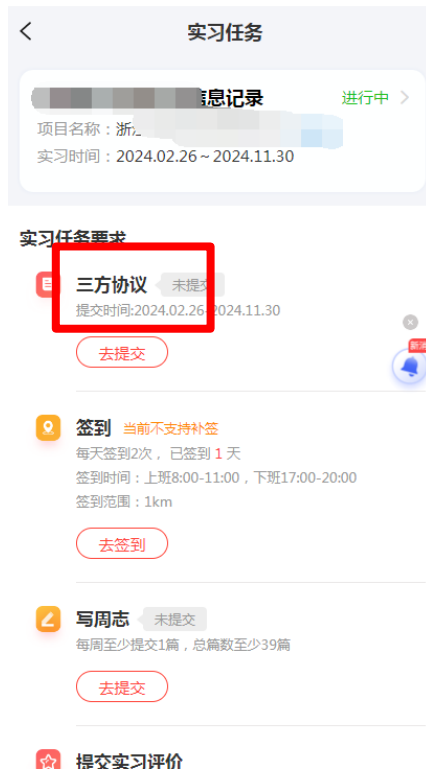 实习任务
息记录 进行中
项目名称：浙
实习时间：2024.02.26～2024.11.30
实习任务要求
三方协议 未提交
提交时间:2024.02.26-2024.11.30
去提交
签到 当前不支持补签
每天签到2次，已签到 1 天
签到时间：上班8:00-11:00，下班17:00-20:00
签到范围：1km
去签到
写周志 未提交
每周至少提交1篇，总篇数至少39篇
去提交
提交实习评价